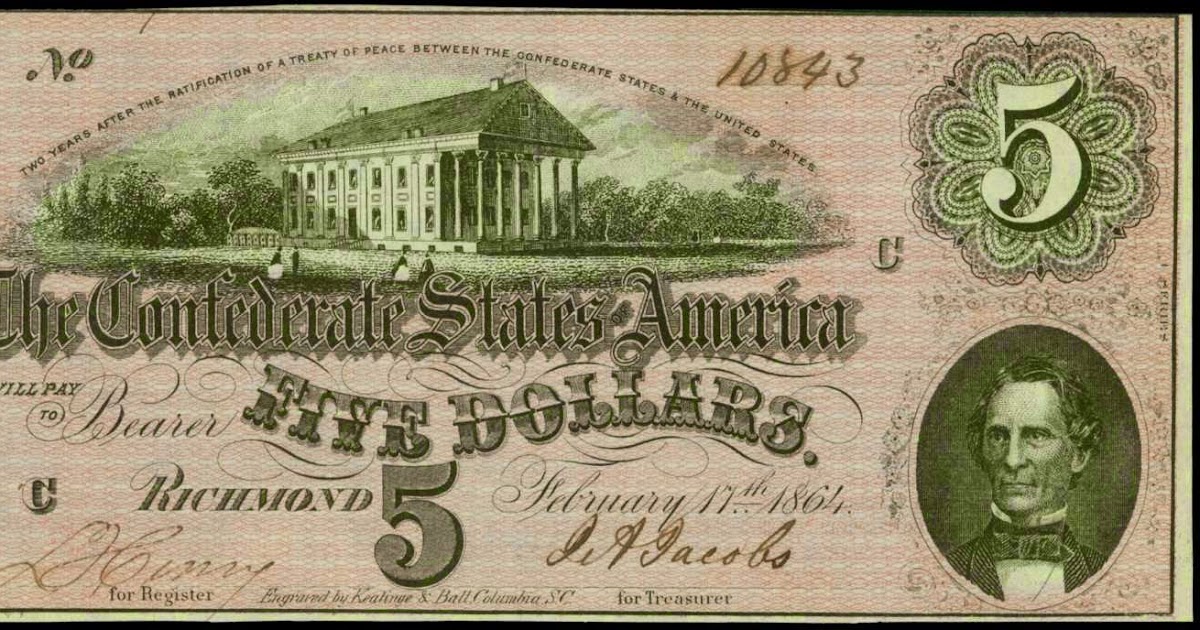 No 10843
TWO YEARS AFTER THE RATIFICATION OF A TREATY OF PEACE BETWEEN THE CONFEDERATE STATES & THE UNITED STATES
5
C
The Confederate States of America
WILL PAY
TO Bearer FIVE DOLLARS.
C RICHMOND 5 February 17th 1864.
J A Jacobs
for Register Engraved by Keatinge & Ball, Columbia, S.C. for Treasurer